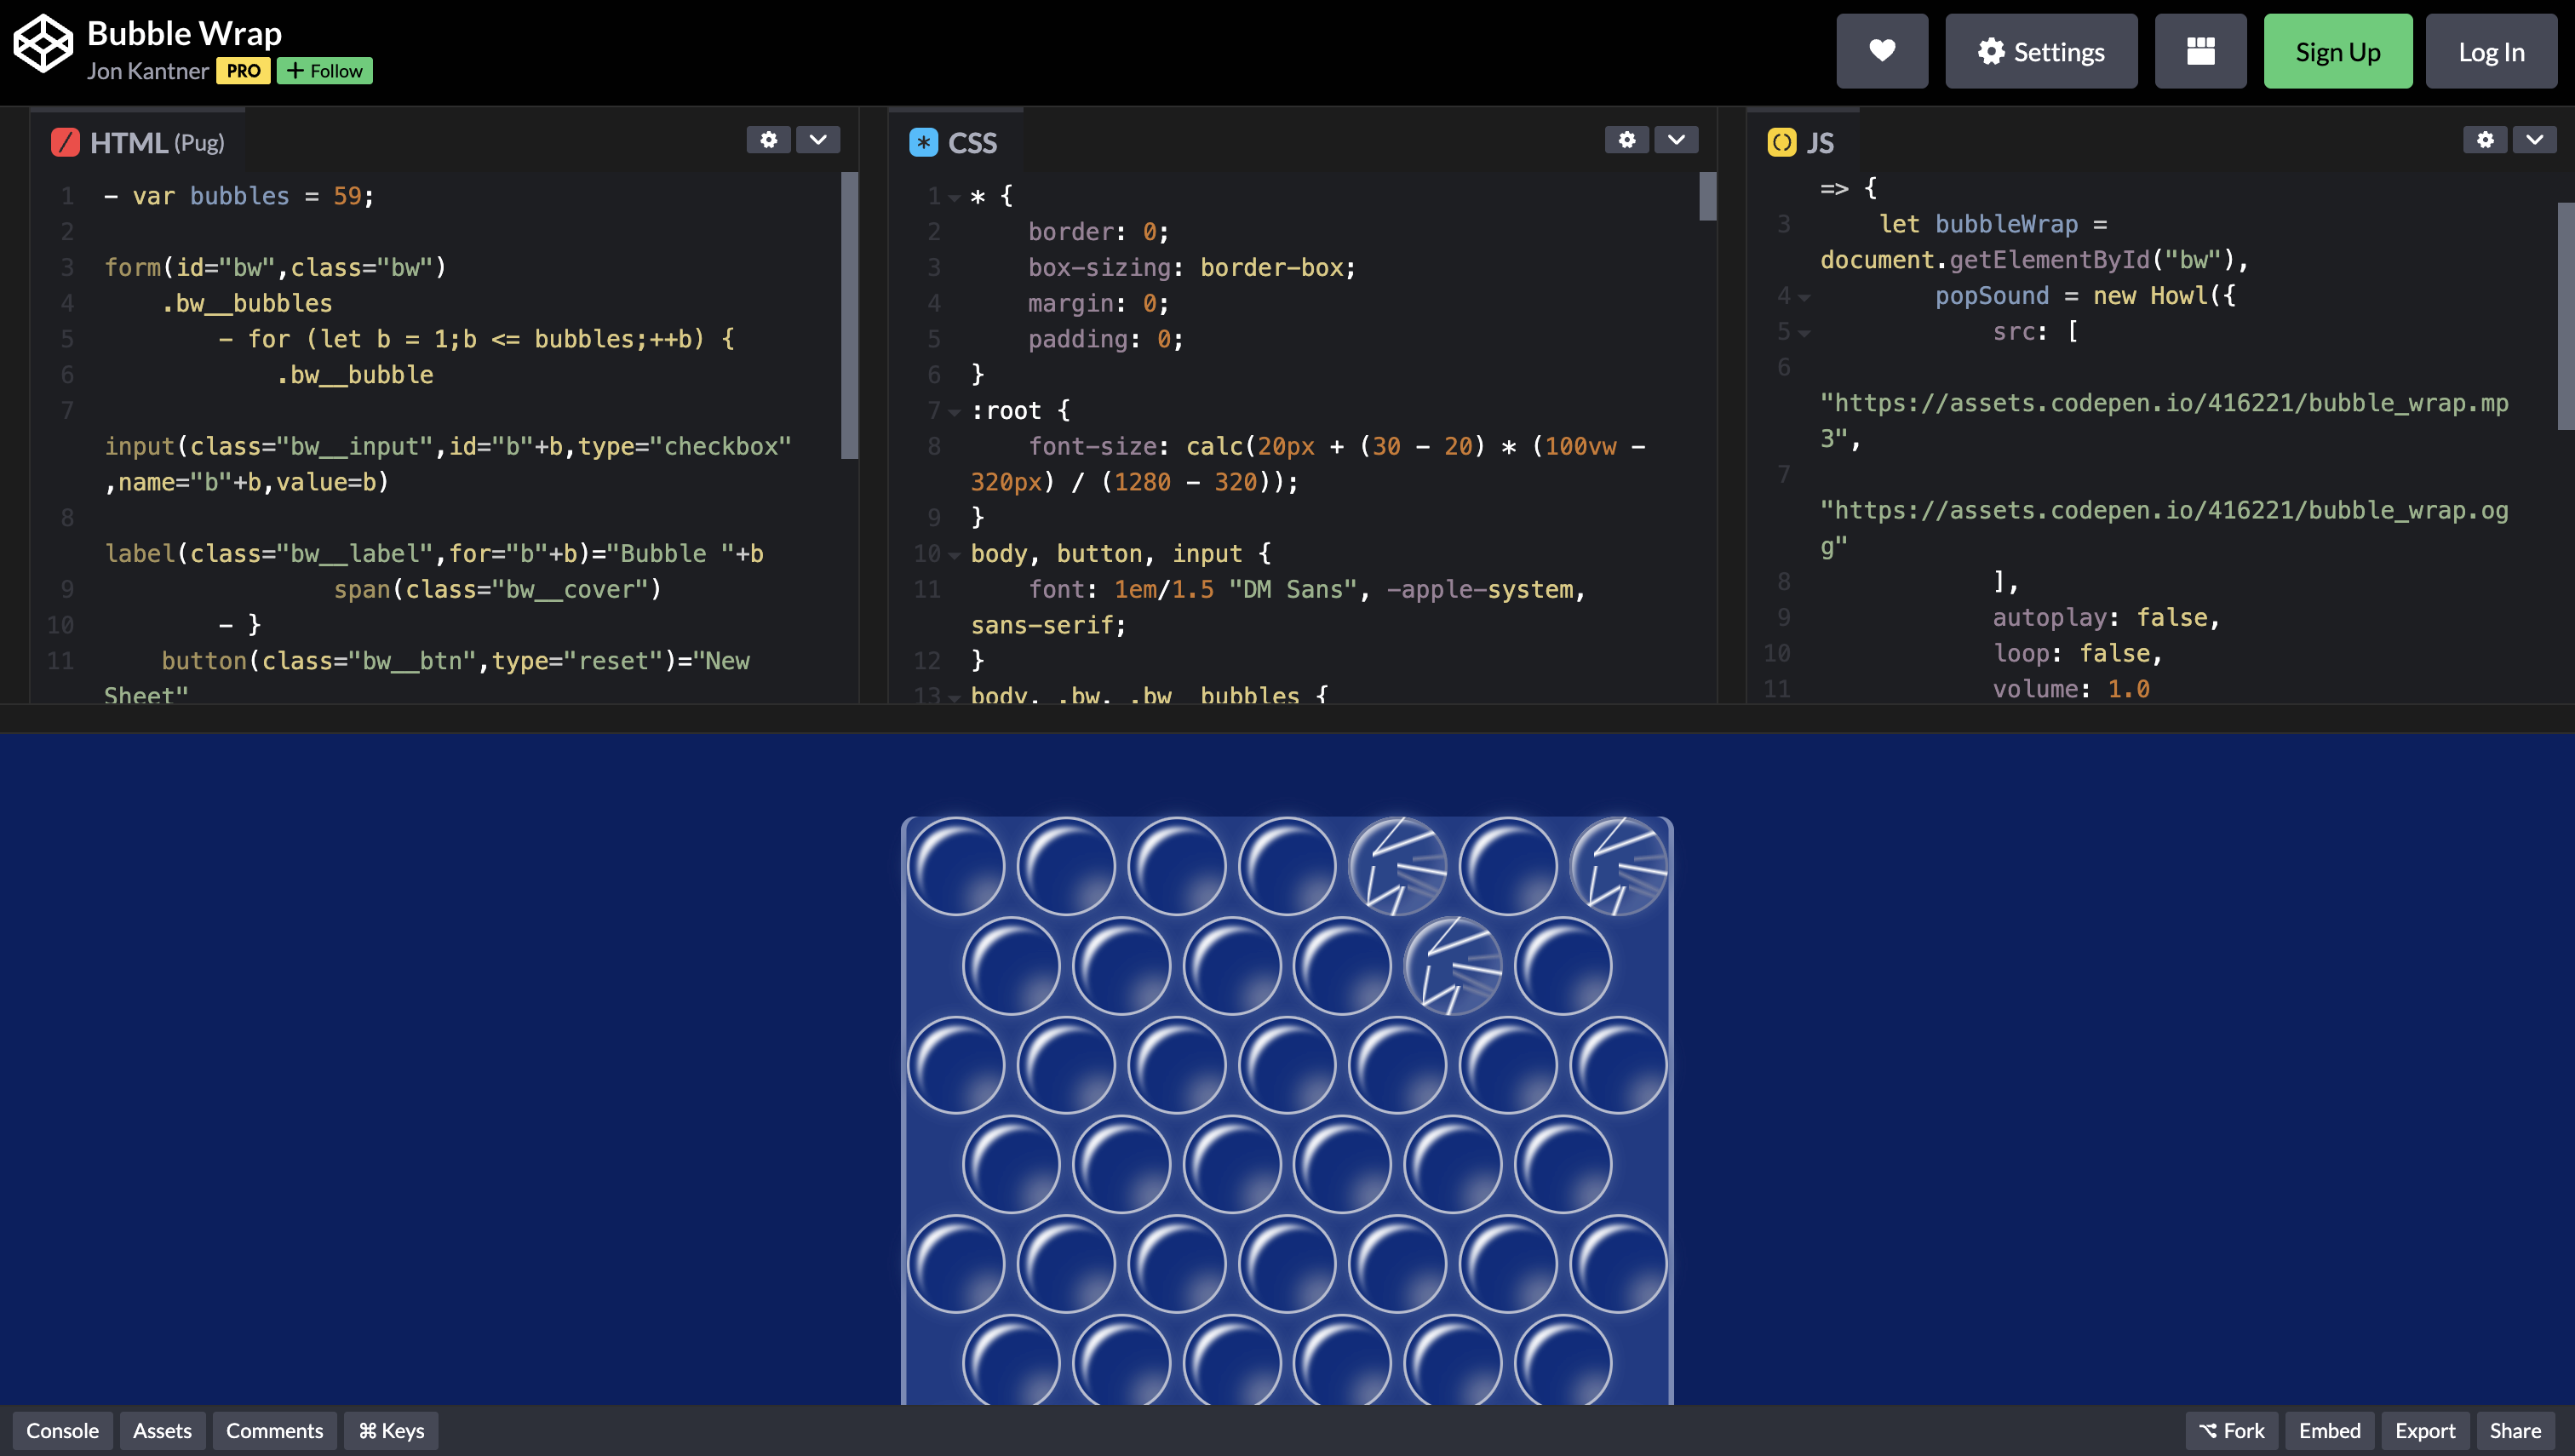 Bubble Wrap
Jon Kantner PRO + Follow
Settings
Sign Up
Log In
HTML (Pug)
1 - var bubbles = 59;
2
3 form(id="bw",class="bw")
4 .bw__bubbles
5 - for (let b = 1;b <= bubbles;++b) {
6 .bw__bubble
7
input(class="bw__input",id="b"+b,type="checkbox"
,name="b"+b,value=b)
8
label(class="bw__label",for="b"+b)="Bubble "+b
9 span(class="bw__cover")
10 - }
11 button(class="bw__btn",type="reset")="New
Sheet"
CSS
1 * {
2 border: 0;
3 box-sizing: border-box;
4 margin: 0;
5 padding: 0;
6 }
7 :root {
8 font-size: calc(20px + (30 - 20) * (100vw -
320px) / (1280 - 320));
9 }
10 body, button, input {
11 font: 1em/1.5 "DM Sans", -apple-system,
sans-serif;
12 }
13 body, .bw, .bw__bubbles {
JS
=> {
3 let bubbleWrap =
document.getElementById("bw"),
4 popSound = new Howl({
5 src: [
6
"https://assets.codepen.io/416221/bubble_wrap.mp
3",
7
"https://assets.codepen.io/416221/bubble_wrap.og
g"
8 ],
9 autoplay: false,
10 loop: false,
11 volume: 1.0
Console
Assets
Comments
⌘ Keys
Fork
Embed
Export
Share